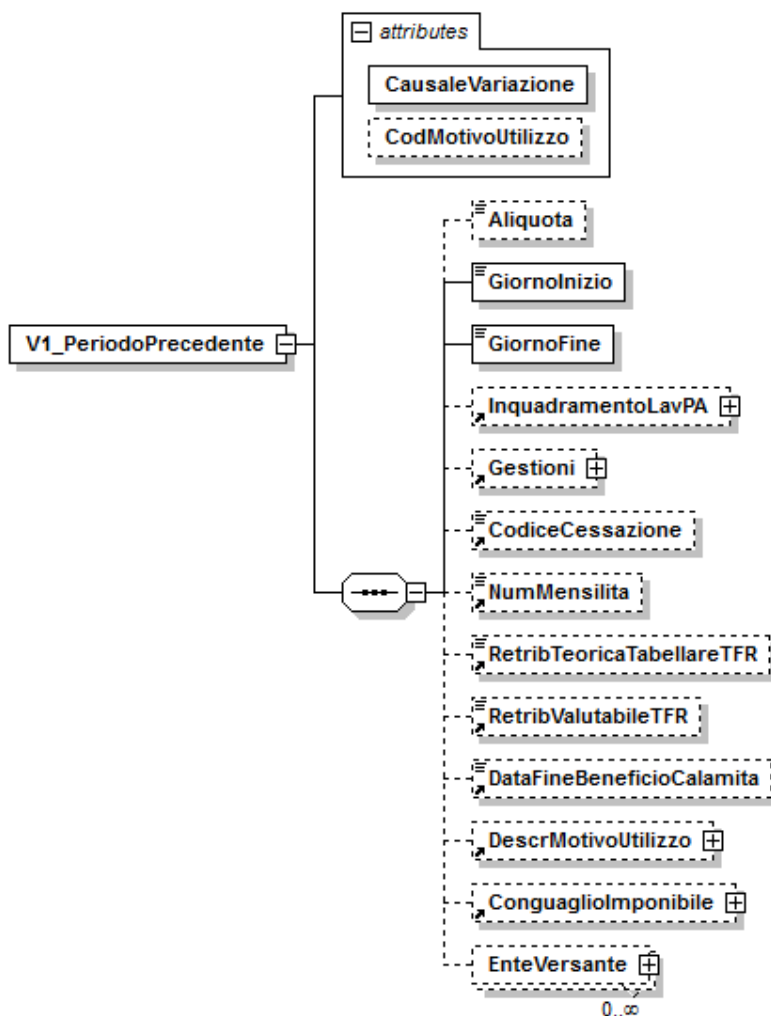 attributes
CausaleVariazione
CodMotivoUtilizzo
Aliquota
GiornoInizio
V1_PeriodoPrecedente
GiornoFine
InquadramentoLavPA
Gestioni
CodiceCessazione
NumMensilita
RetribTeoricaTabellareTFR
RetribValutabileTFR
DataFineBeneficioCalamita
DescrMotivoUtilizzo
ConguaglioImponibile
EnteVersante
0..∞